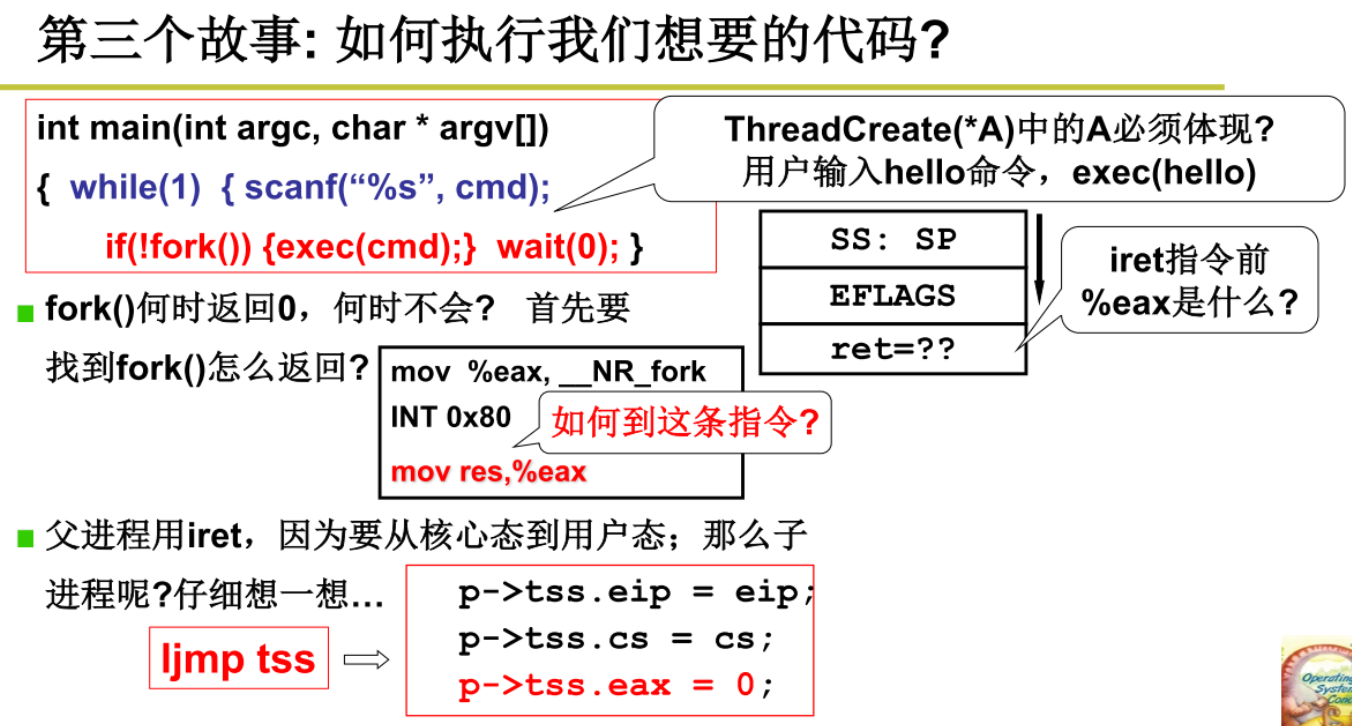 第三个故事: 如何执行我们想要的代码?
int main(int argc, char * argv[])
{ while(1) { scanf(“%s”, cmd);
if(!fork()) {exec(cmd);} wait(0); }
ThreadCreate(*A)中的A必须体现?
用户输入hello命令，exec(hello)
SS: SP
EFLAGS
ret=??
iret指令前
%eax是什么?
fork()何时返回0，何时不会? 首先要
找到fork()怎么返回?
mov %eax, __NR_fork
INT 0x80
如何到这条指令?
mov res,%eax
父进程用iret，因为要从核心态到用户态；那么子
进程呢?仔细想一想...
ljmp tss
p->tss.eip = eip;
p->tss.cs = cs;
p->tss.eax = 0;
Operating
System
Conc